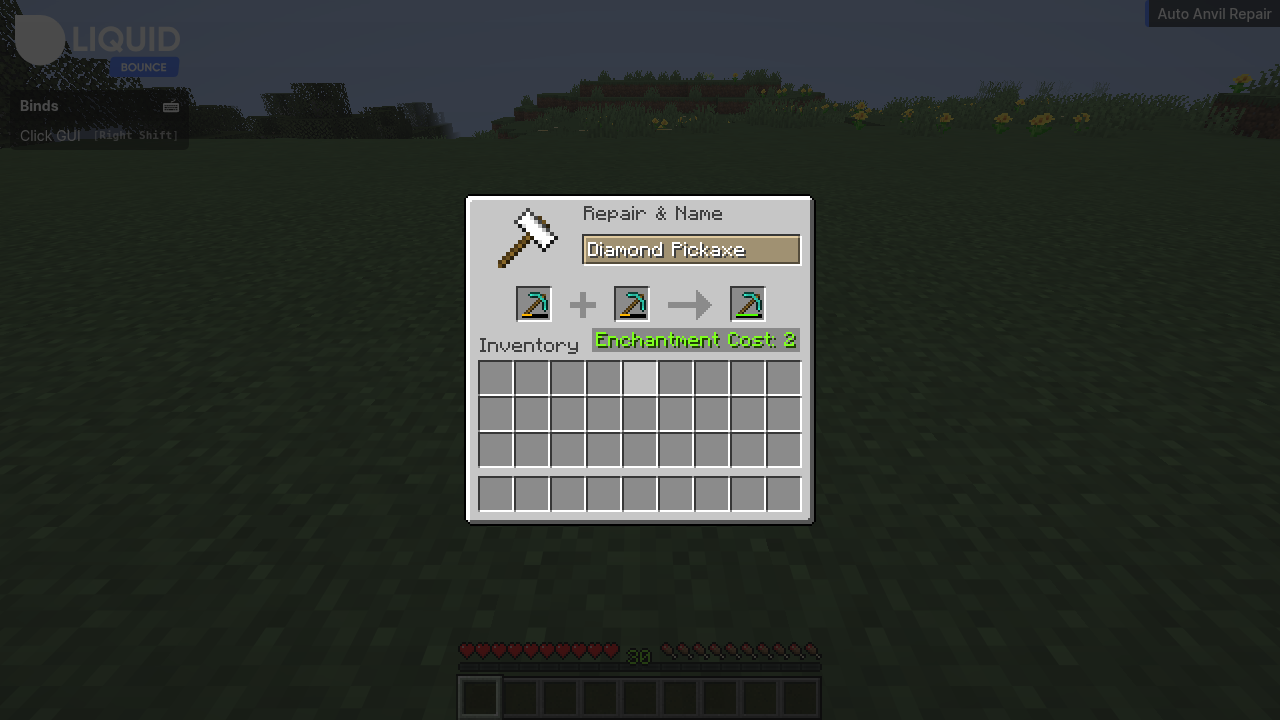 LIQUID
BOUNCE
Auto Anvil Repair
Binds
Click GUI [Right Shift]
Repair & Name
Diamond Pickaxe
Enchantment Cost: 2
Inventory
30